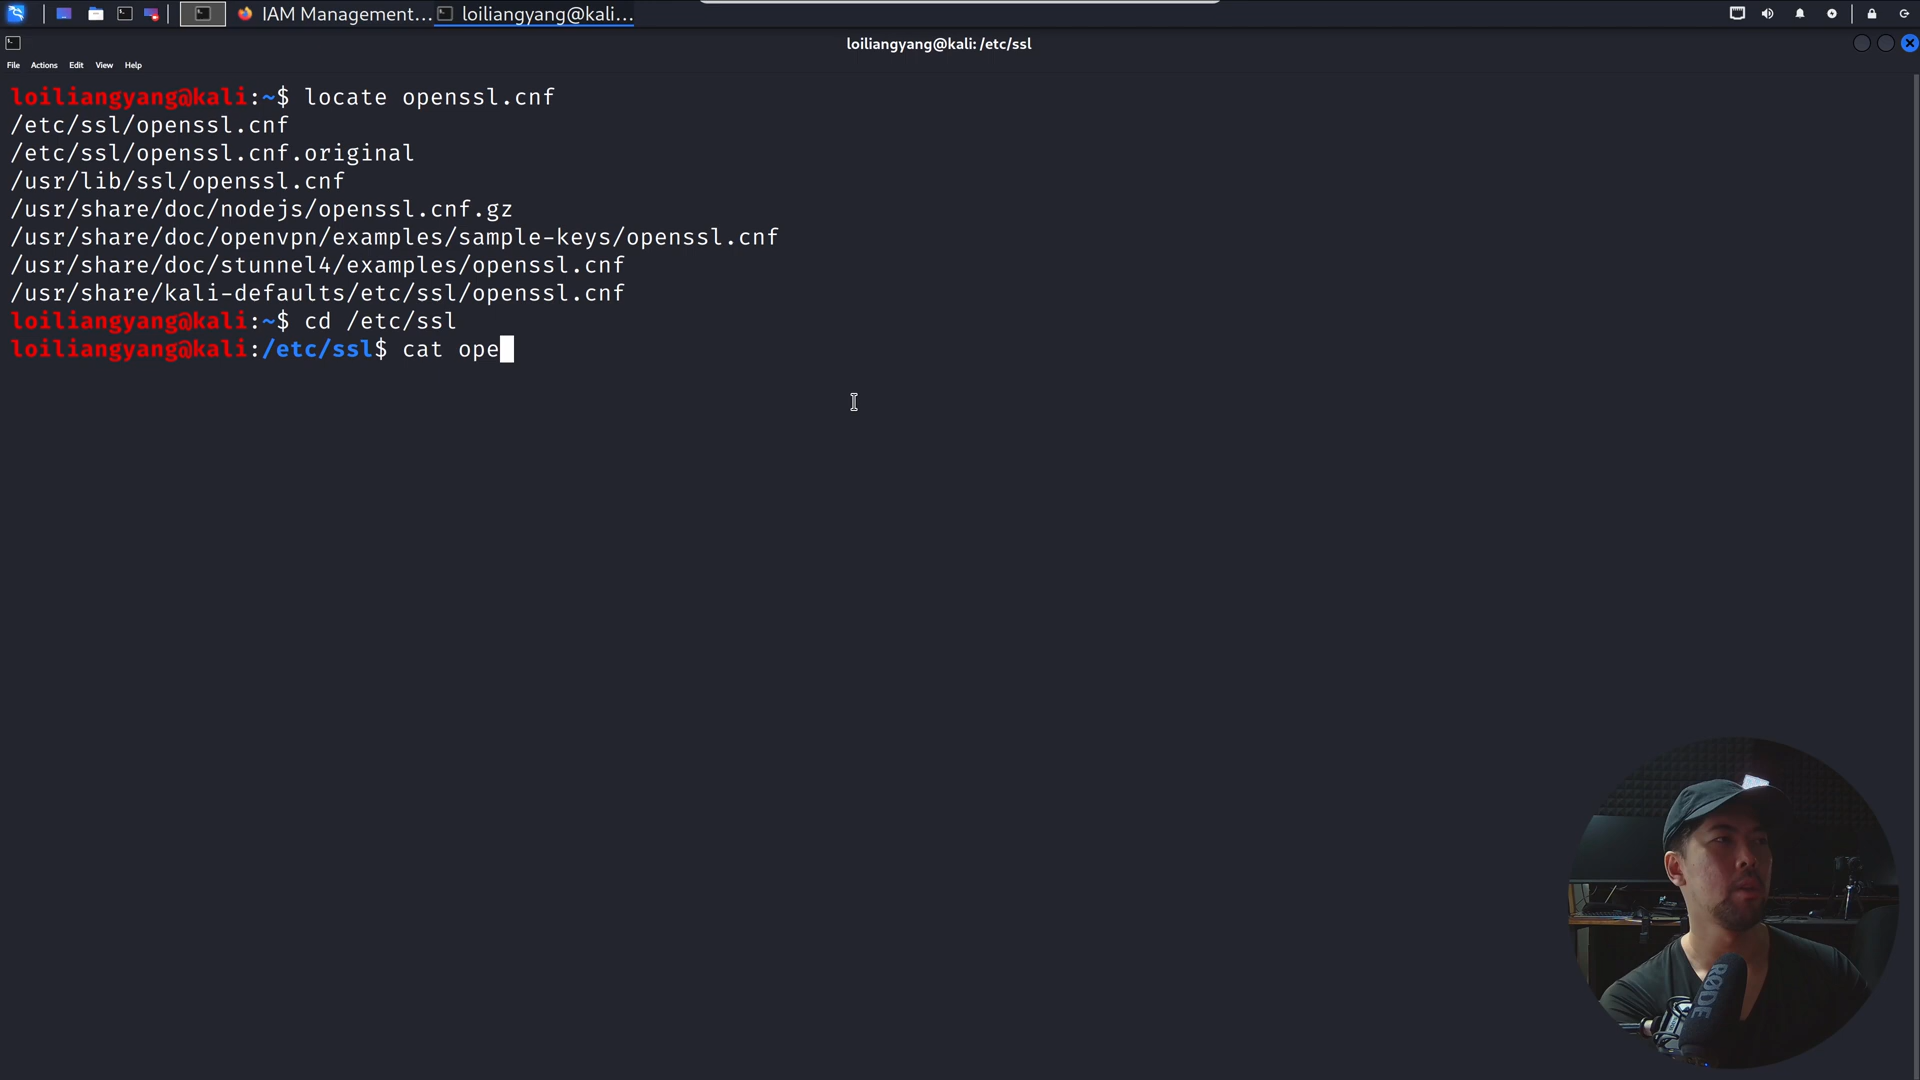 IAM Management... loiliangyang@kali...
loiliangyang@kali: /etc/ssl
File Actions Edit View Help
loiliangyang@kali:~$ locate openssl.cnf
/etc/ssl/openssl.cnf
/etc/ssl/openssl.cnf.original
/usr/lib/ssl/openssl.cnf
/usr/share/doc/nodejs/openssl.cnf.gz
/usr/share/doc/openvpn/examples/sample-keys/openssl.cnf
/usr/share/doc/stunnel4/examples/openssl.cnf
/usr/share/kali-defaults/etc/ssl/openssl.cnf
loiliangyang@kali:~$ cd /etc/ssl
loiliangyang@kali:/etc/ssl$ cat ope
RØDE